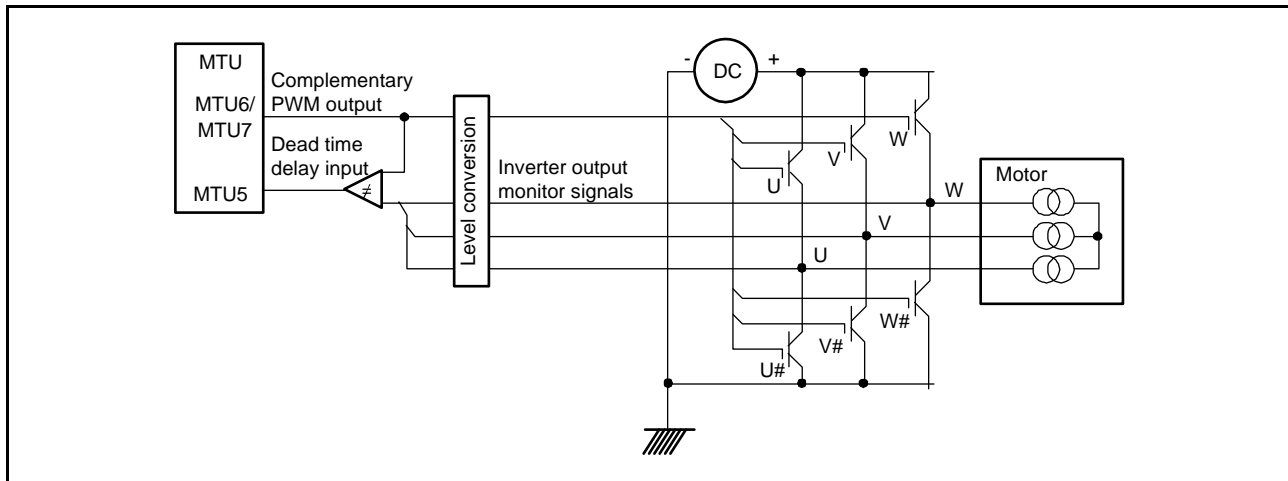 MTU
MTU6/
MTU7
MTU5
Complementary
PWM output
Dead time
delay input
≠
Level conversion
Inverter output
monitor signals
- DC +
W
V
U
W
V
U
W#
V#
U#
Motor